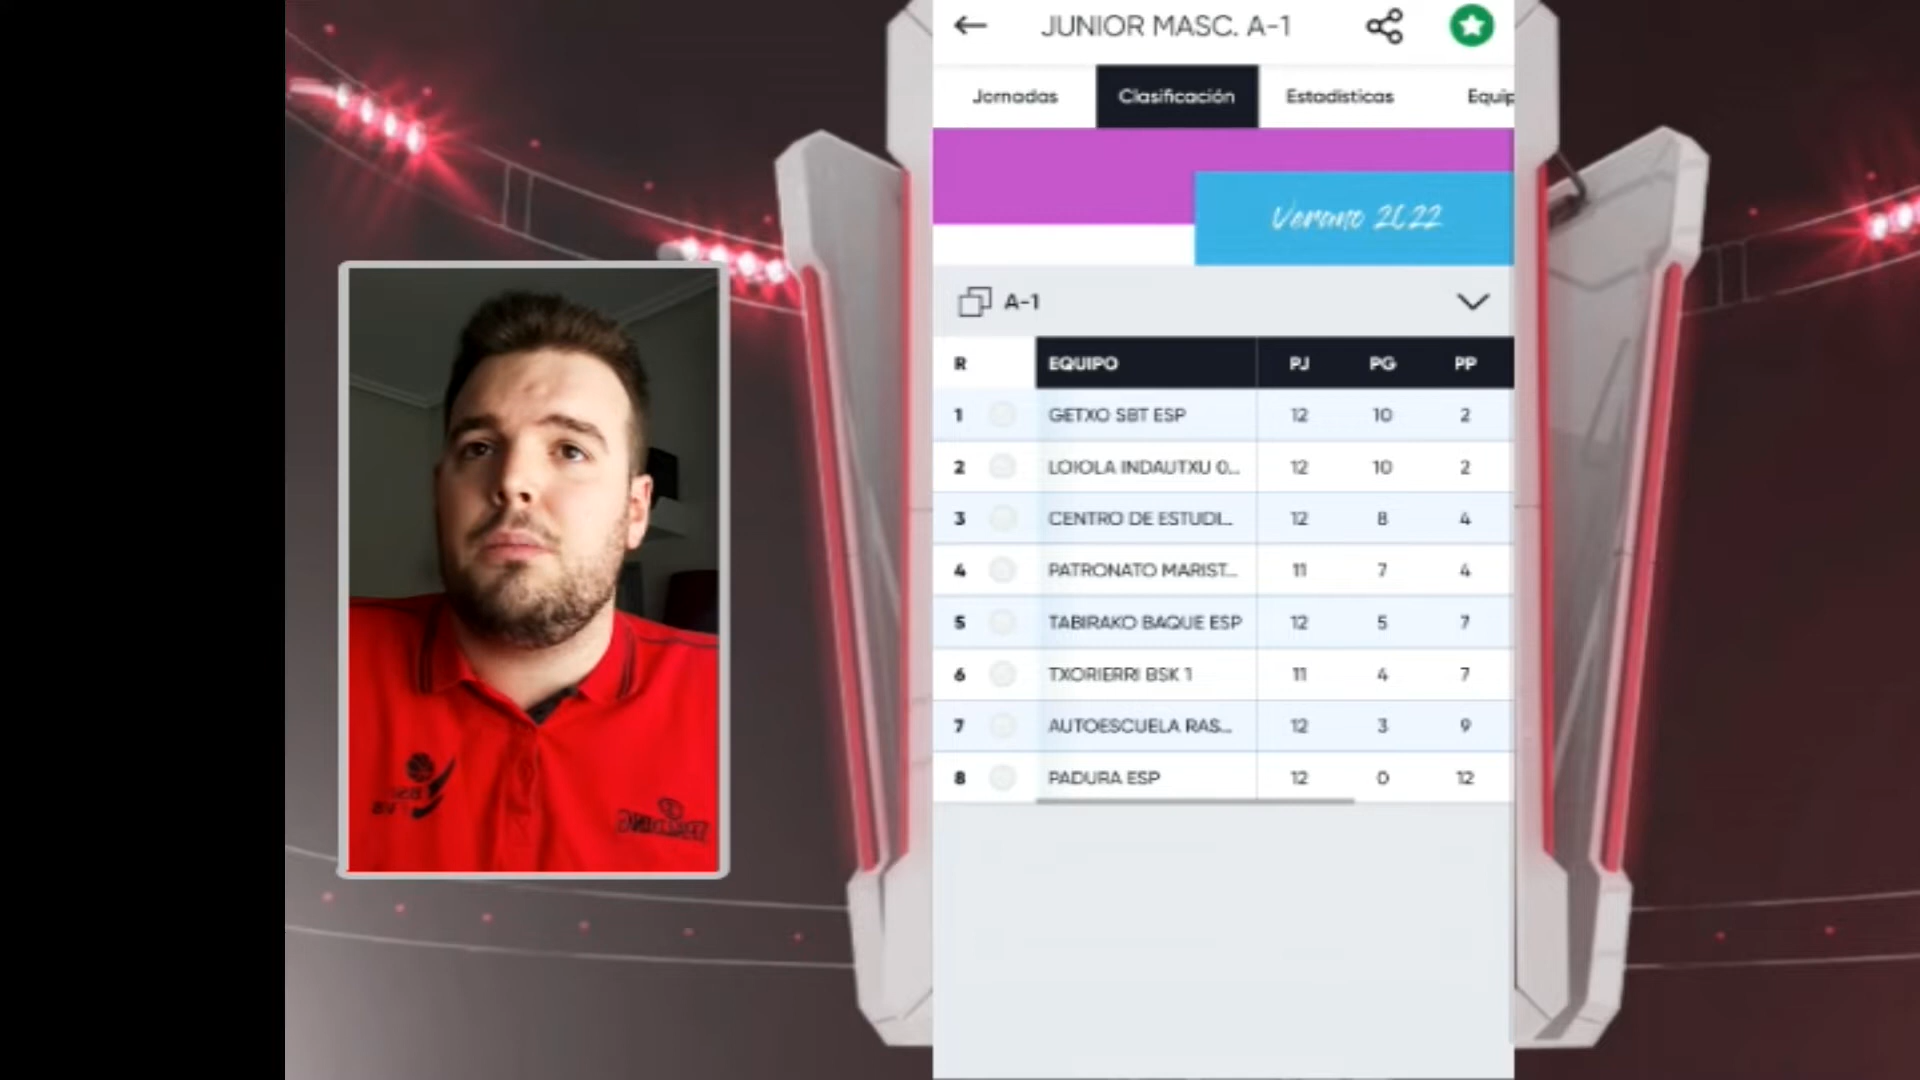 JUNIOR MASC. A-1
Jornadas Clasificación Estadísticas Equip
Verano 2022
A-1
R EQUIPO PJ PG PP
1 GETXO SBT ESP 12 10 2
2 LOIOLA INDAUTXU 0... 12 10 2
3 CENTRO DE ESTUDI... 12 8 4
4 PATRONATO MARIST... 11 7 4
5 TABIRAKO BAQUE ESP 12 5 7
6 TXORIERRI BSK 1 11 4 7
7 AUTOESCUELA RAS... 12 3 9
8 PADURA ESP 12 0 12